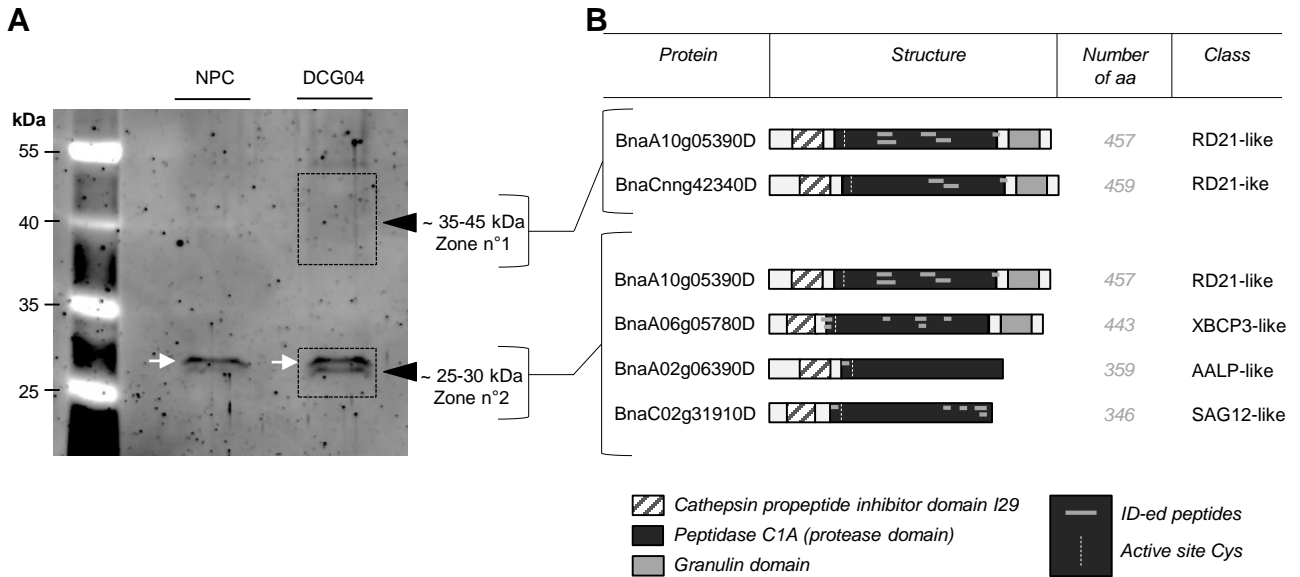 A
NPC DCG04
kDa
55
40
35
25
~ 35-45 kDa
Zone n°1
~ 25-30 kDa
Zone n°2
B
Protein Structure Number of aa Class
BnaA10g05390D 457 RD21-like
BnaCnng42340D 459 RD21-ike
BnaA10g05390D 457 RD21-like
BnaA06g05780D 443 XBCP3-like
BnaA02g06390D 359 AALP-like
BnaC02g31910D 346 SAG12-like
Cathepsin propeptide inhibitor domain I29
Peptidase C1A (protease domain)
Granulin domain
ID-ed peptides
Active site Cys